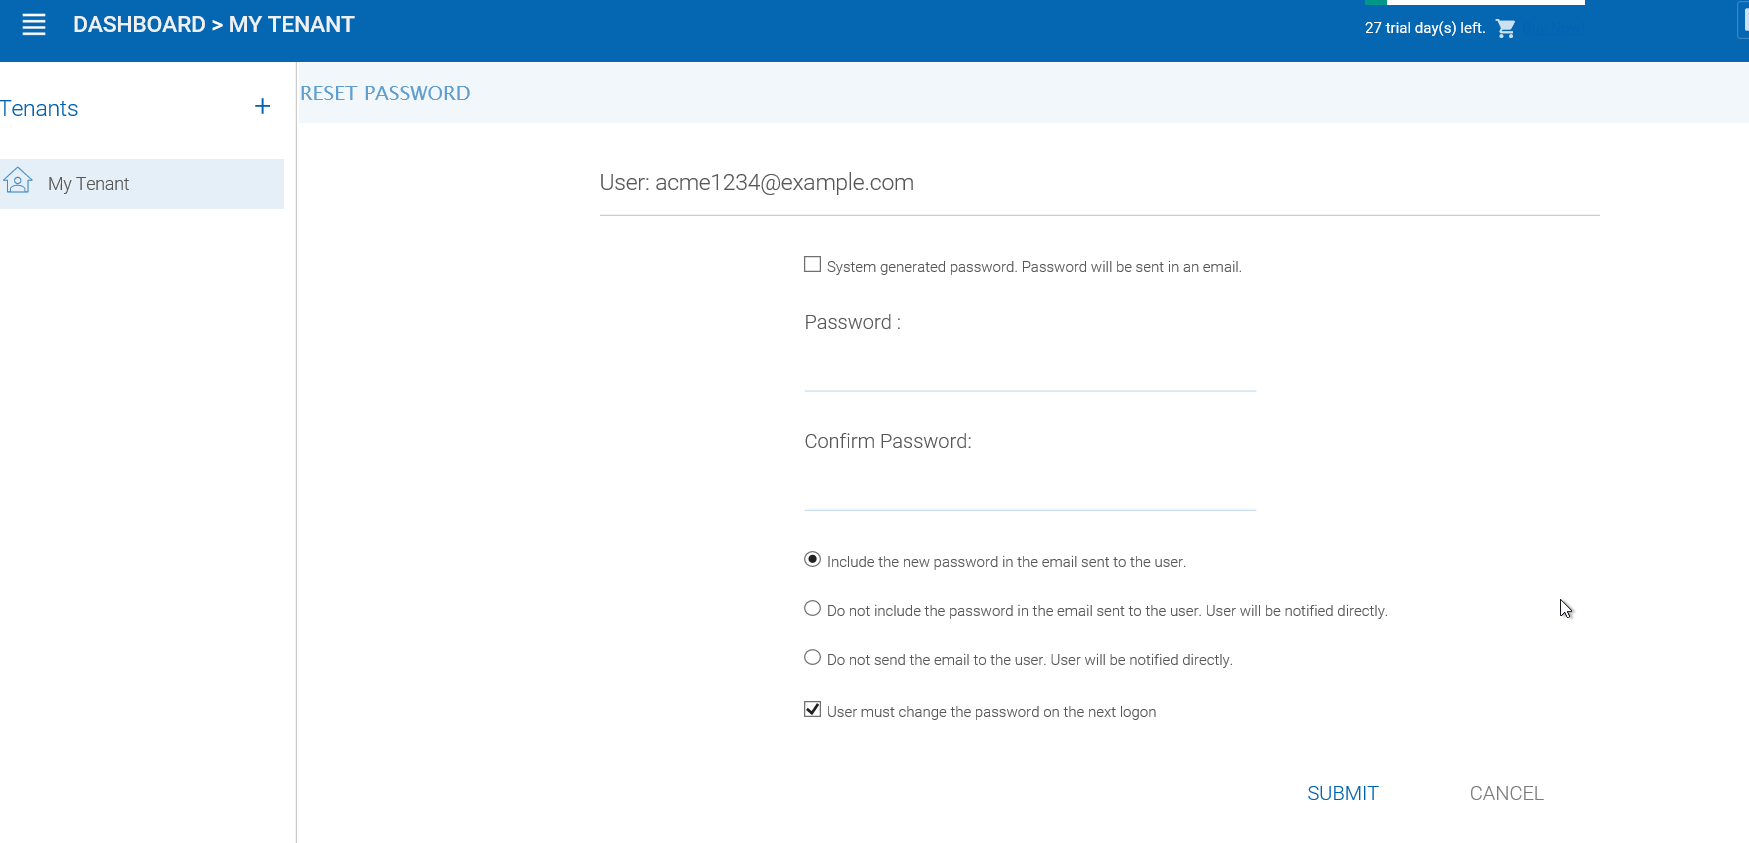 DASHBOARD > MY TENANT
27 trial day(s) left.
Tenants
RESET PASSWORD
My Tenant
User: acme1234@example.com
System generated password. Password will be sent in an email.
Password :
Confirm Password:
Include the new password in the email sent to the user.
Do not include the password in the email sent to the user. User will be notified directly.
Do not send the email to the user. User will be notified directly.
User must change the password on the next logon
SUBMIT CANCEL